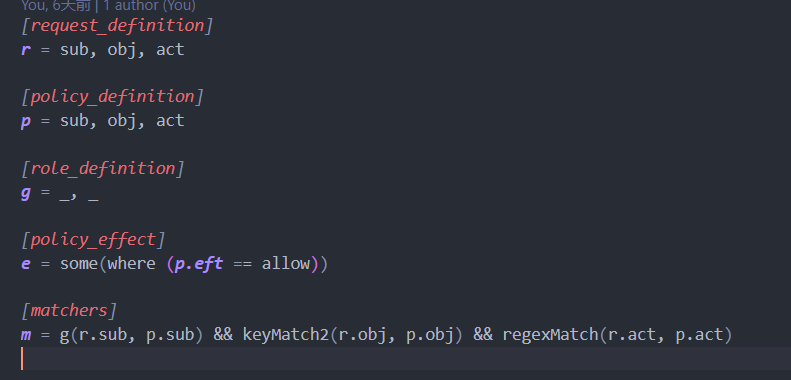 You, 6天前 | 1 author (You)
[request_definition]
r = sub, obj, act
[policy_definition]
p = sub, obj, act
[role_definition]
g = _, _
[policy_effect]
e = some(where (p.eft == allow))
[matchers]
m = g(r.sub, p.sub) && keyMatch2(r.obj, p.obj) && regexMatch(r.act, p.act)